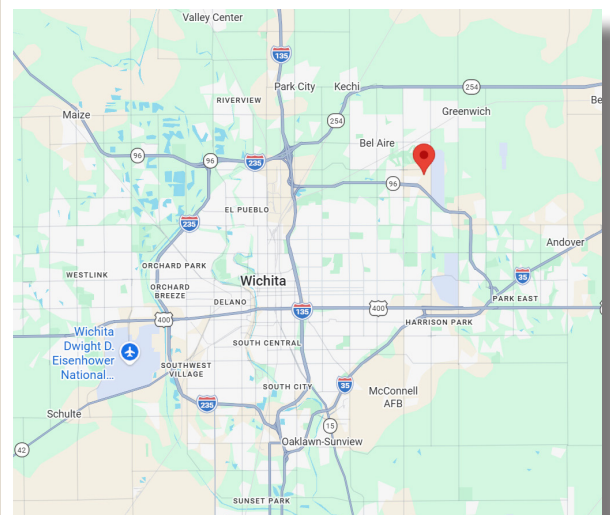 Valley Center
135
Park City
Kechi
254
RIVERVIEW
Greenwich
Maize
254
Bel Aire
96
96
235
96
EL PUEBLO
235
Andover
ORCHARD PARK
WESTLINK
Wichita
35
ORCHARD
BREEZE
DELANO
135
400
PARK EAST
400
HARRISON PARK
Wichita
Dwight D.
Eisenhower
National...
SOUTH CENTRAL
SOUTHWEST
VILLAGE
SOUTH CITY
35
McConnell
AFB
235
Schulte
15
42
Oaklawn-Sunview
SUNSET PARK